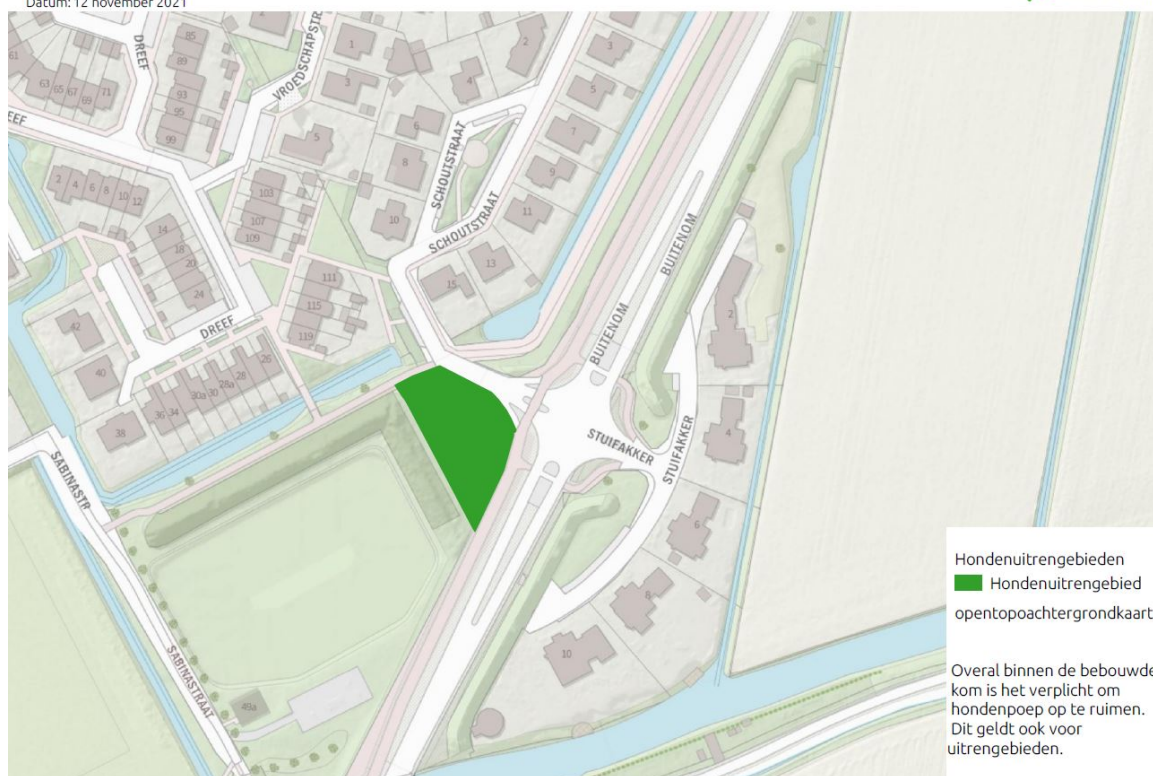 Datum: 12 november 2021
DREEF
VROEDSCHAPSTR
85
89
93
95
99
61
63
65
67
69
71
2
1
3
5
2
4
6
8
10
3
5
7
9
11
13
15
SCHOUTSTRAAT
SCHOUTSTRAAT
EEF
2
4
6
8
10
12
14
18
20
24
103
107
109
111
115
119
DREEF
42
40
38
36
34
30a
30
28a
28
26
BUITENOM
BUITENOM
STUIFAKKER
STUIFAKKER
2
4
6
8
10
SABINASTR
SABINASTRAAT
49a
Hondenuitrengebieden
Hondenuitrengebied
opentopoachtergrondkaart
Overal binnen de bebouwde
kom is het verplicht om
hondenpoep op te ruimen.
Dit geldt ook voor
uitrengebieden.